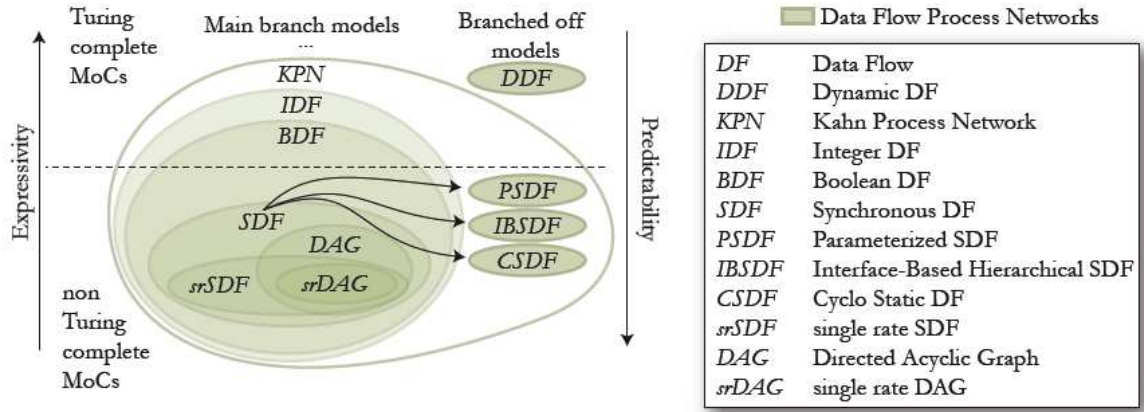 Turing
complete
MoCs
Main branch models
...
Branched off
models
KPN
DDF
IDF
BDF
Expressivity
Predictability
SDF
PSDF
IBSDF
DAG
CSDF
srSDF
srDAG
non
Turing
complete
MoCs
Data Flow Process Networks
DF Data Flow
DDF Dynamic DF
KPN Kahn Process Network
IDF Integer DF
BDF Boolean DF
SDF Synchronous DF
PSDF Parameterized SDF
IBSDF Interface-Based Hierarchical SDF
CSDF Cyclo Static DF
srSDF single rate SDF
DAG Directed Acyclic Graph
srDAG single rate DAG